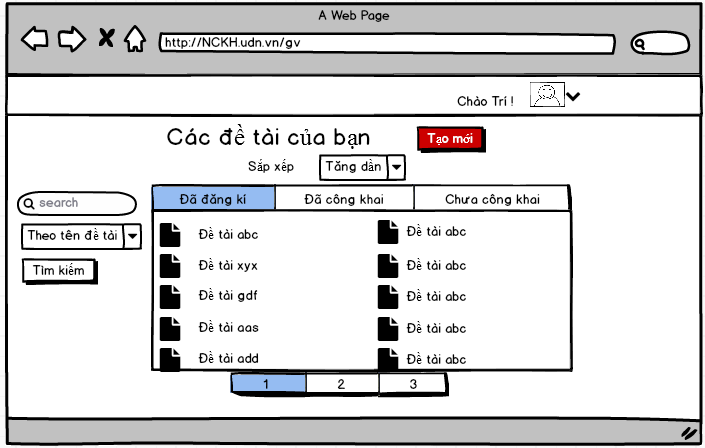 A Web Page
http://NCKH.udn.vn/gv
Chào Trí !
Các đề tài của bạn
Tạo mới
Sắp xếp
Tăng dần
search
Theo tên đề tài
Tìm kiếm
Đã đăng kí
Đã công khai
Chưa công khai
Đề tài abc
Đề tài abc
Đề tài xyx
Đề tài abc
Đề tài gdf
Đề tài abc
Đề tài aas
Đề tài abc
Đề tài add
Đề tài abc
1
2
3